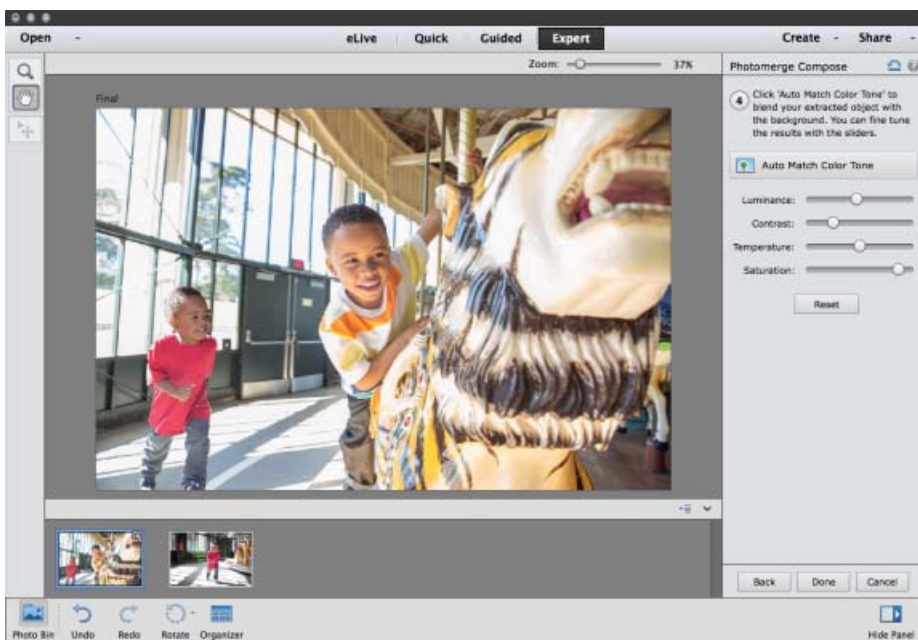 Open
eLive Quick Guided Expert
Create Share
Zoom: 37%
Photomerge Compose
Final
4 Click 'Auto Match Color Tone' to
blend your extracted object with
the background. You can fine tune
the results with the sliders.
Auto Match Color Tone
Luminance:
Contrast:
Temperature:
Saturation:
Reset
Back Done Cancel
Photo Bin Undo Redo Rotate Organizer Hide Panel